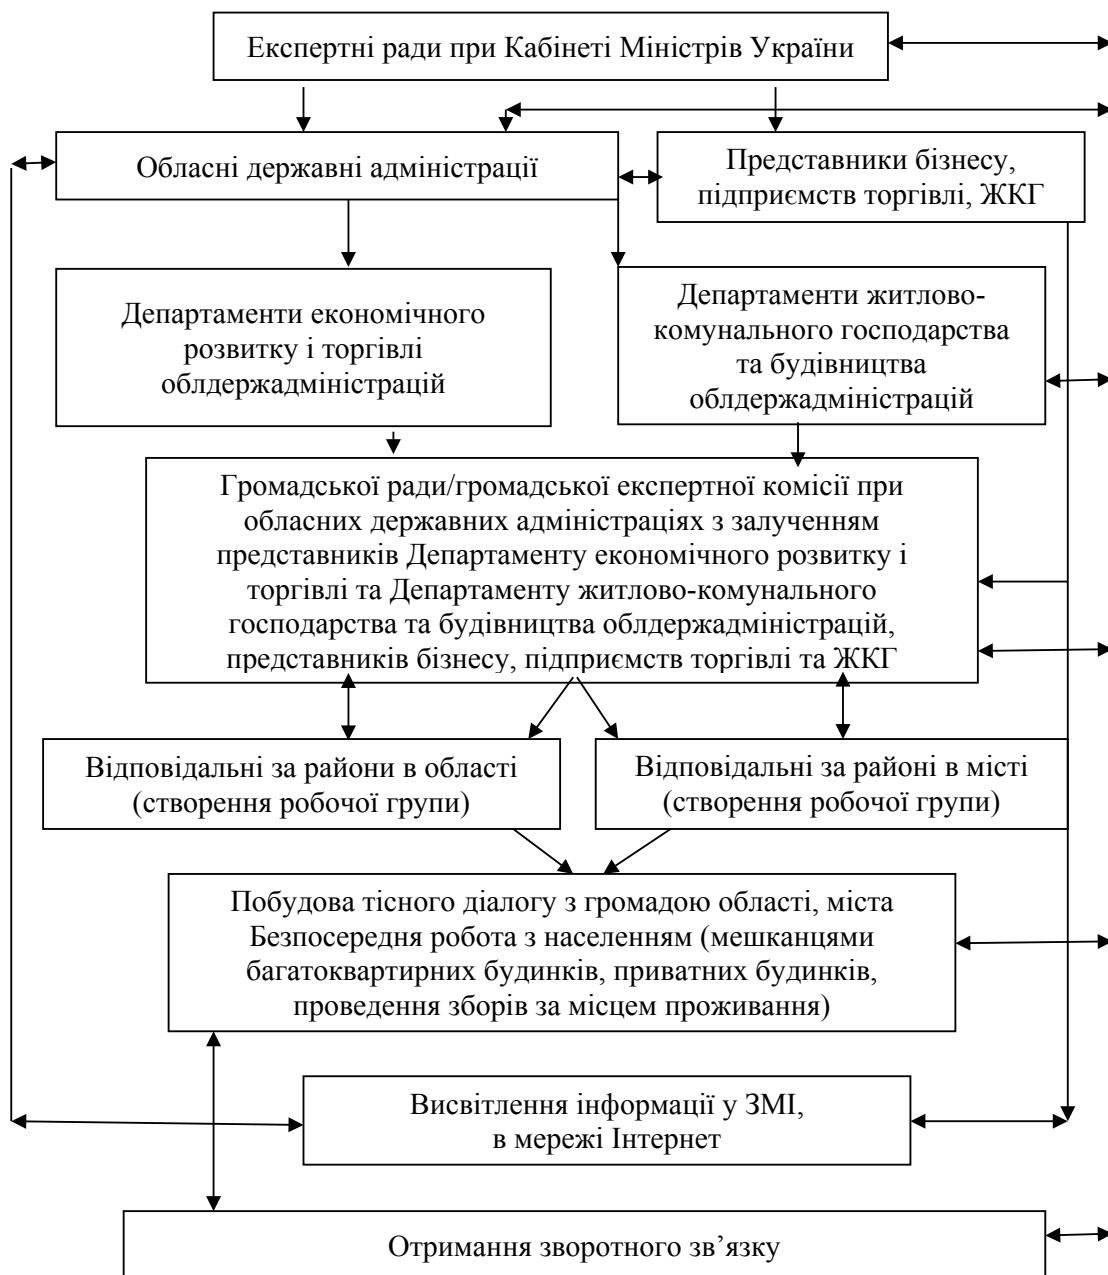 Експертні ради при Кабінеті Міністрів України
Обласні державні адміністрації
Представники бізнесу,
підприємств торгівлі, ЖКГ
Департаменти економічного
розвитку і торгівлі
облдержадміністрацій
Департаменти житлово-
комунального господарства
та будівництва
облдержадміністрацій
Громадської ради/громадської експертної комісії при
обласних державних адміністраціях з залученням
представників Департаменту економічного розвитку і
торгівлі та Департаменту житлово-комунального
господарства та будівництва облдержадміністрацій,
представників бізнесу, підприємств торгівлі та ЖКГ
Відповідальні за райони в області
(створення робочої групи)
Відповідальні за районі в місті
(створення робочої групи)
Побудова тісного діалогу з громадою області, міста
Безпосередня робота з населенням (мешканцями
багатоквартирних будинків, приватних будинків,
проведення зборів за місцем проживання)
Висвітлення інформації у ЗМІ,
в мережі Інтернет
Отримання зворотного зв’язку